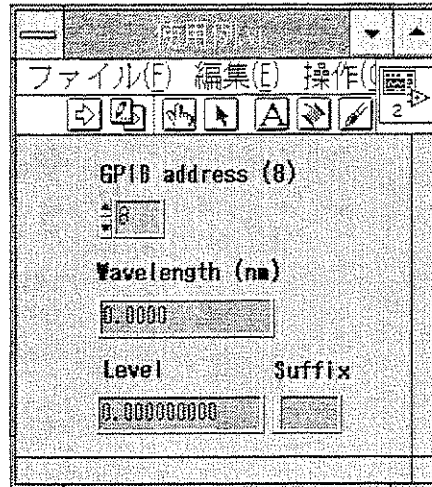 使用例2
ファイル(F) 編集(E) 操作(
2
GPIB address (8)
8
Wavelength (nm)
0.0000
Level Suffix
0.000000000